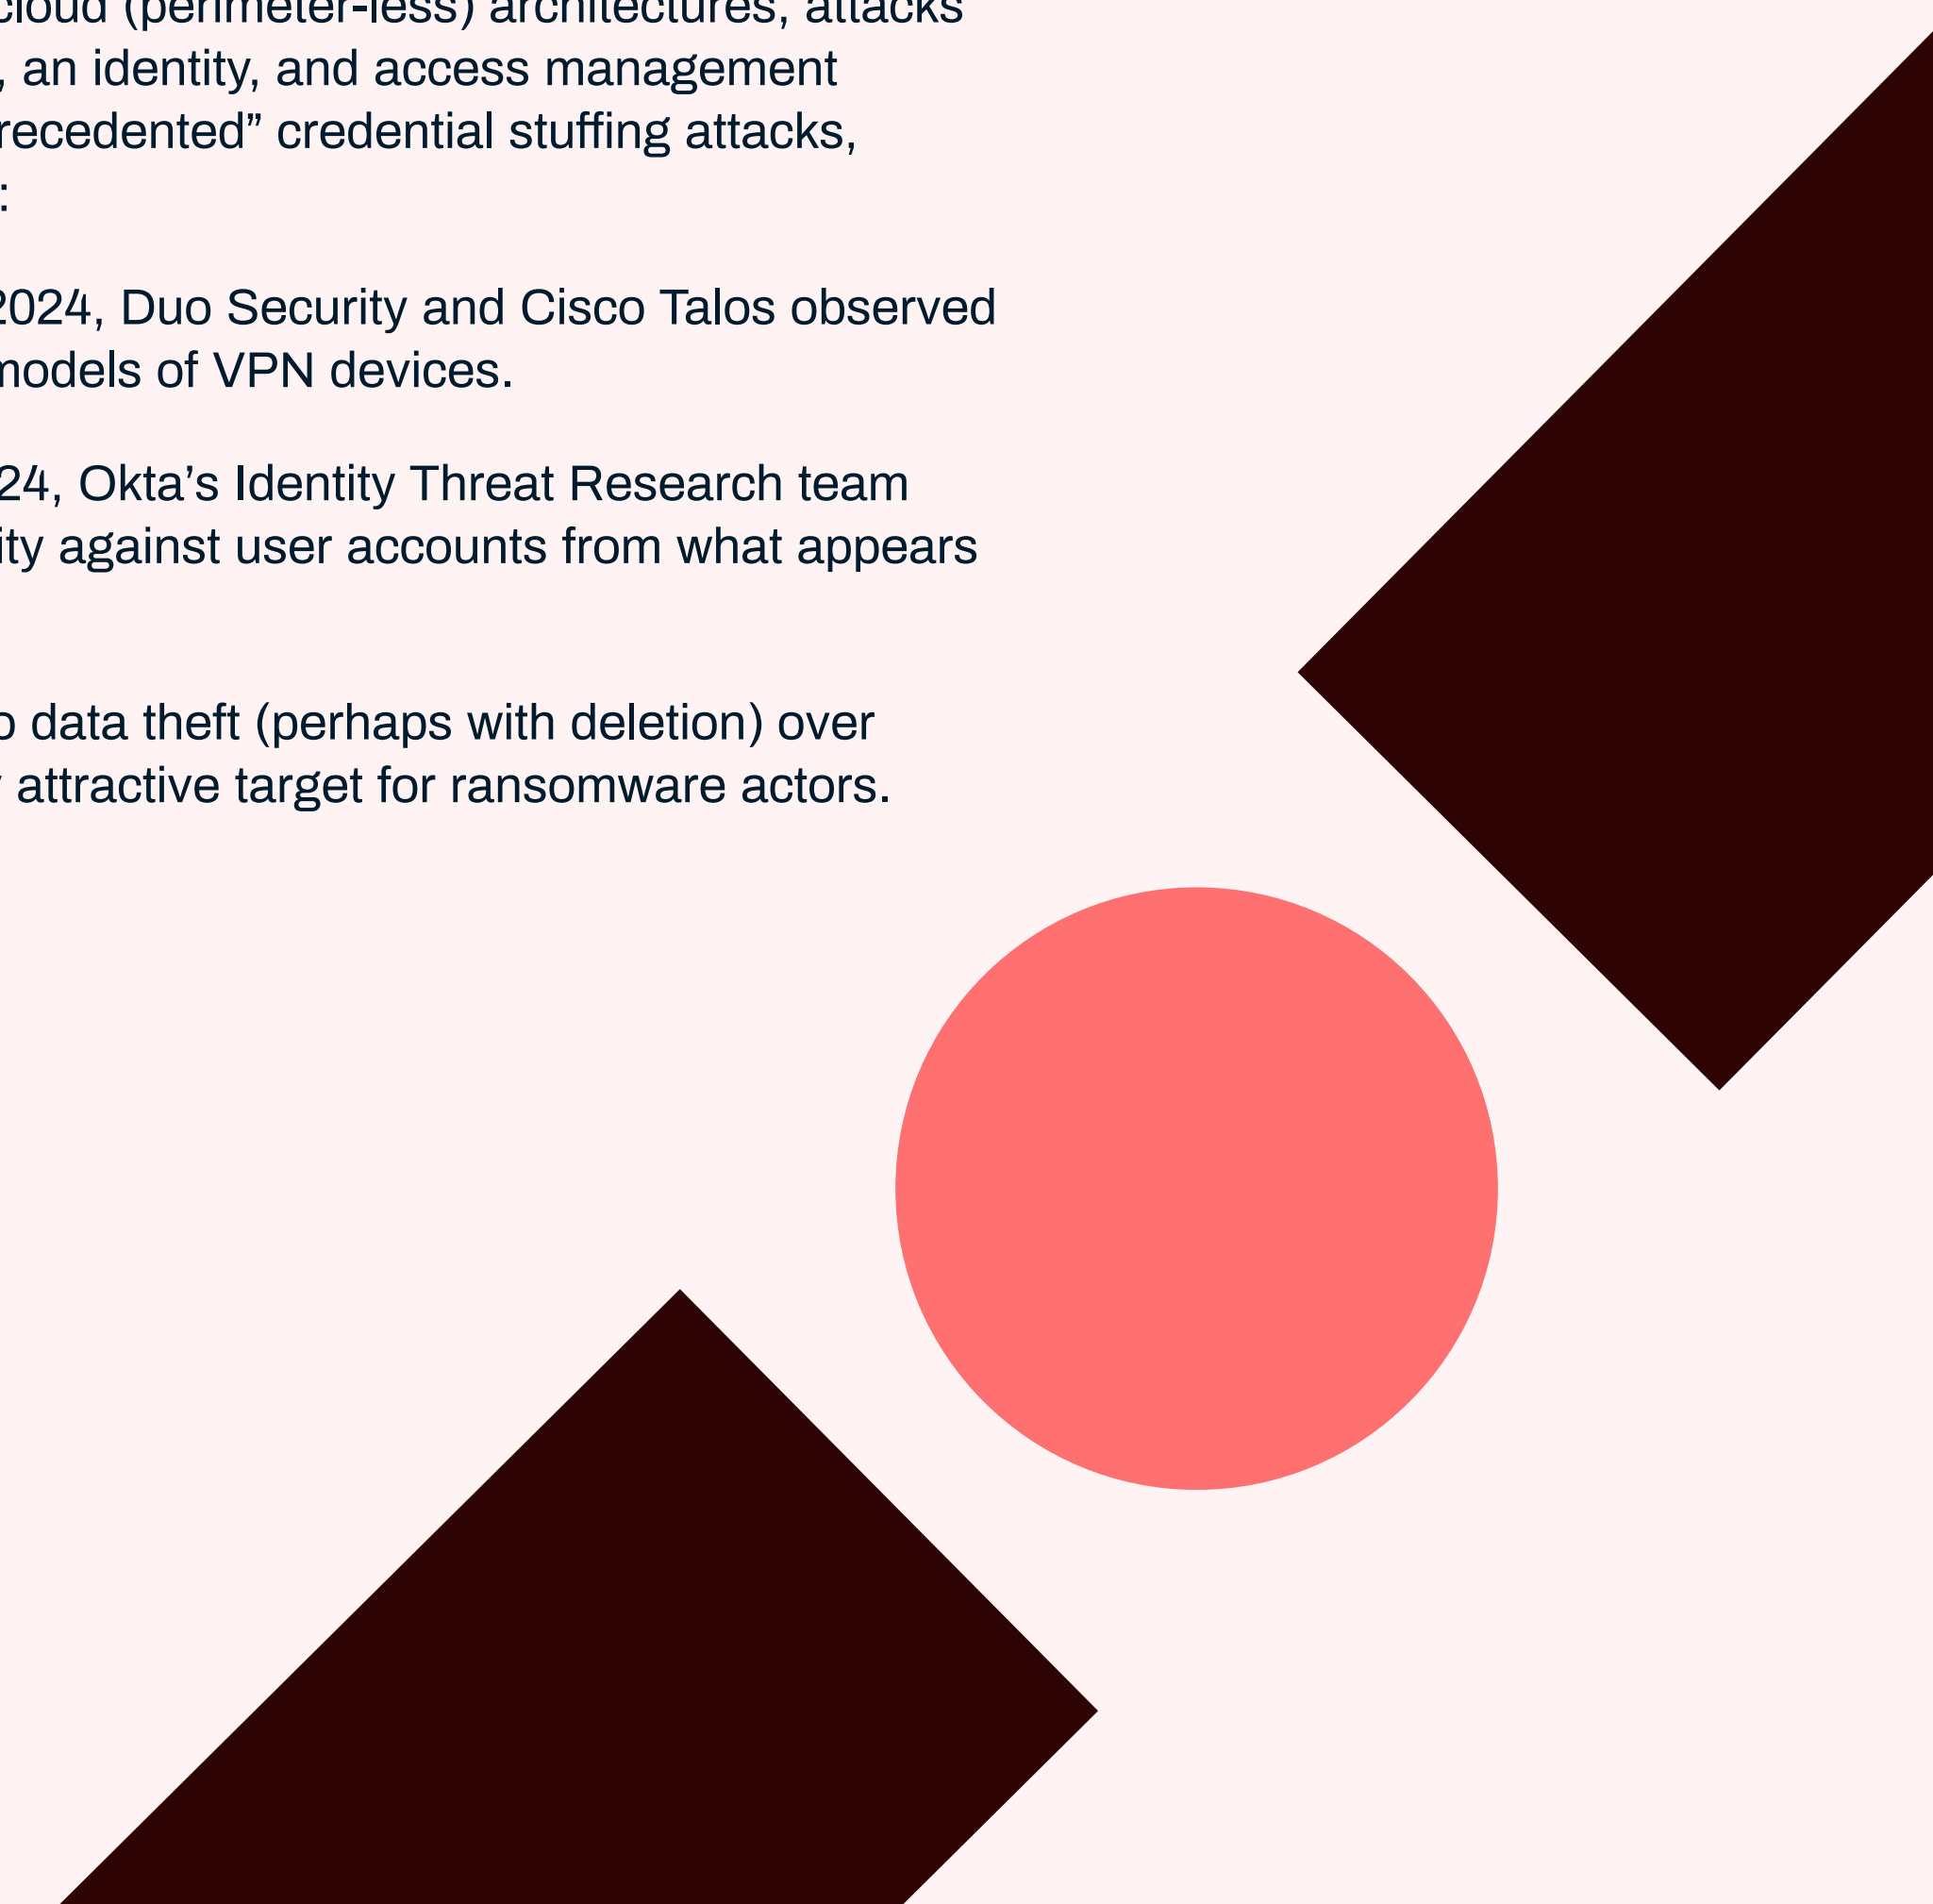 cloud (perimeter-less) architectures, attacks
, an identity, and access management
recedented” credential stuffing attacks,
:
2024, Duo Security and Cisco Talos observed
models of VPN devices.
24, Okta’s Identity Threat Research team
ity against user accounts from what appears
data theft (perhaps with deletion) over
attractive target for ransomware actors.